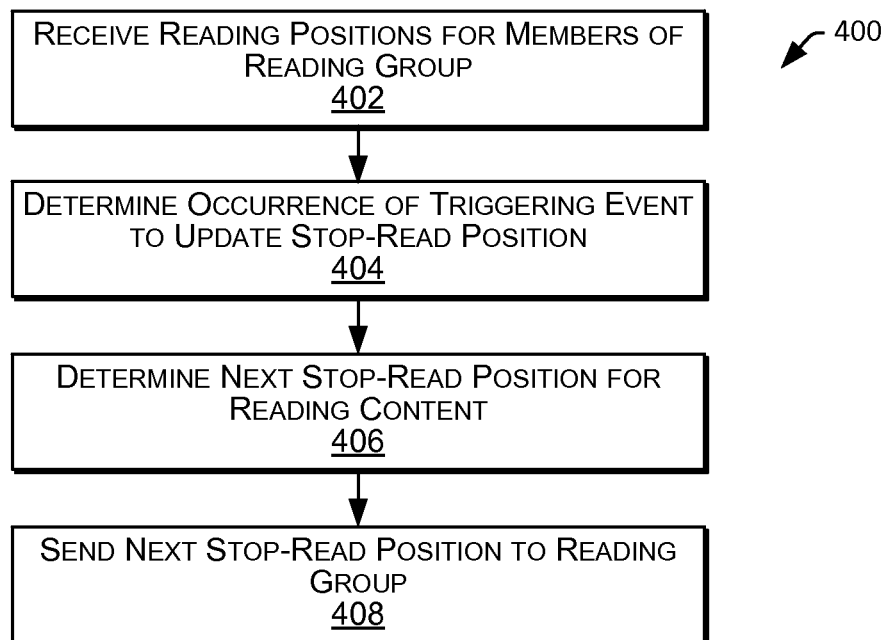 RECEIVE READING POSITIONS FOR MEMBERS OF
READING GROUP
402
400
DETERMINE OCCURRENCE OF TRIGGERING EVENT
TO UPDATE STOP-READ POSITION
404
DETERMINE NEXT STOP-READ POSITION FOR
READING CONTENT
406
SEND NEXT STOP-READ POSITION TO READING
GROUP
408